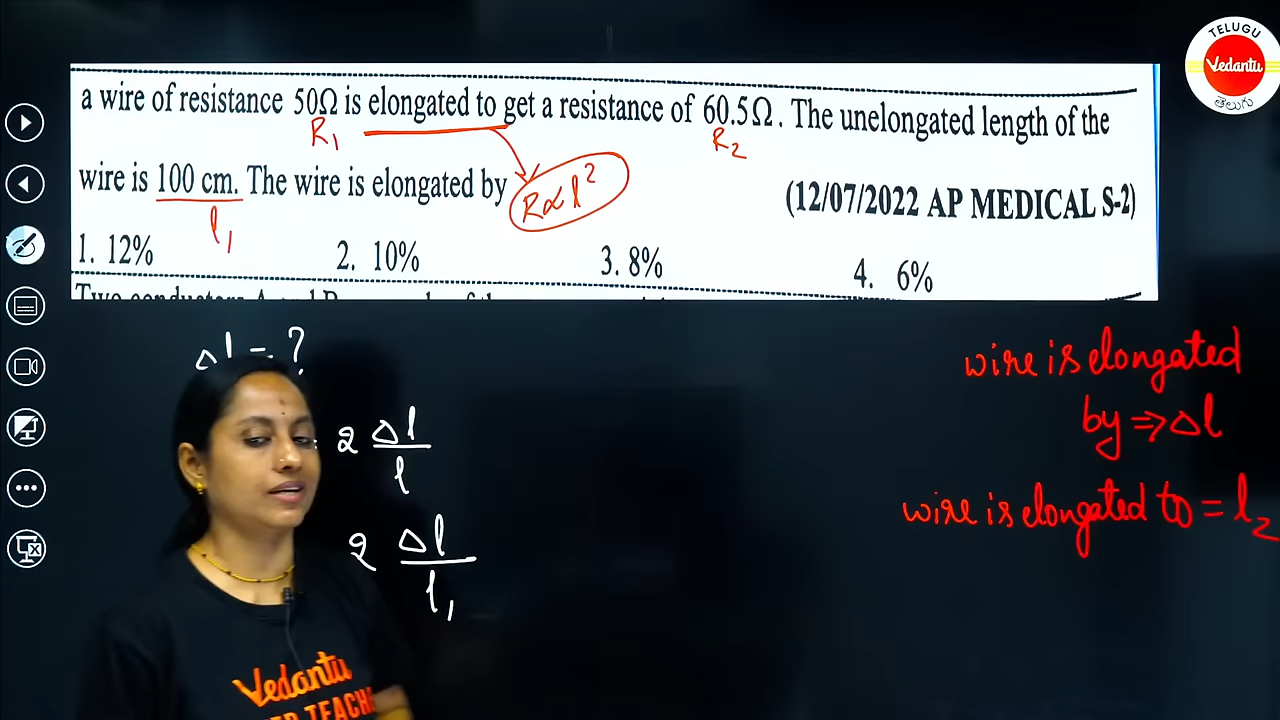 TELUGU
Vedantu
తెలుగు
a wire of resistance 50Ω is elongated to get a resistance of 60.5Ω. The unelongated length of the
R₁
R₂
wire is 100 cm. The wire is elongated by
R∝l²
(12/07/2022 AP MEDICAL S-2)
l₁
1. 12% 2. 10% 3. 8% 4. 6%
Two conductors A and B
Δl = ?
= 2 Δl/l
2 Δl/l₁
wire is elongated
by ⇒ Δl
wire is elongated to = l₂
Vedantu